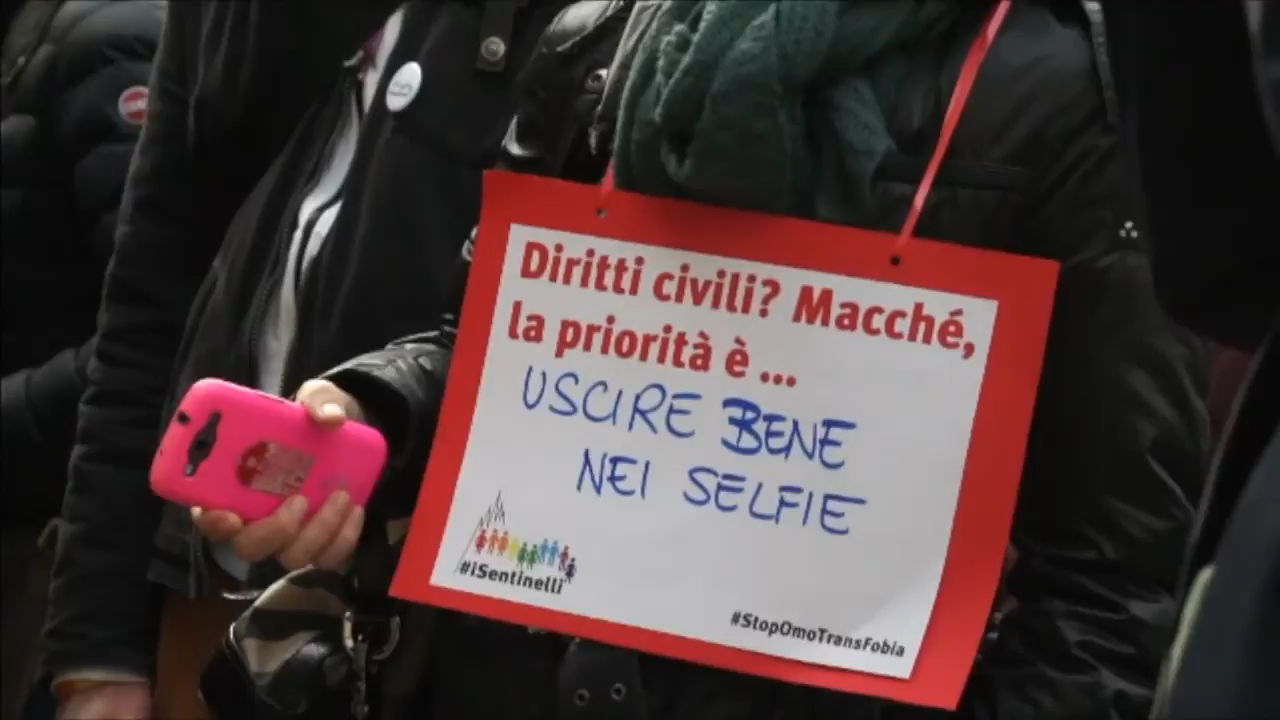 Diritti civili? Macché,
la priorità è ...
USCIRE BENE
NEI SELFIE
#iSentinelli
#StopOmoTransFobia